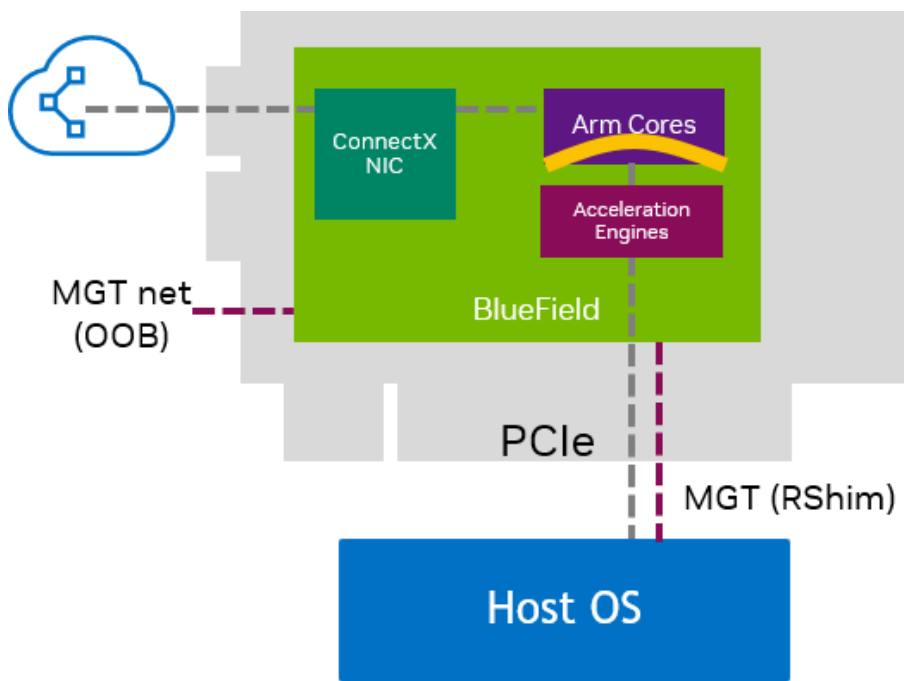 ConnectX
NIC
Arm Cores
Acceleration
Engines
MGT net
(OOB)
BlueField
PCIe
MGT (RShim)
Host OS